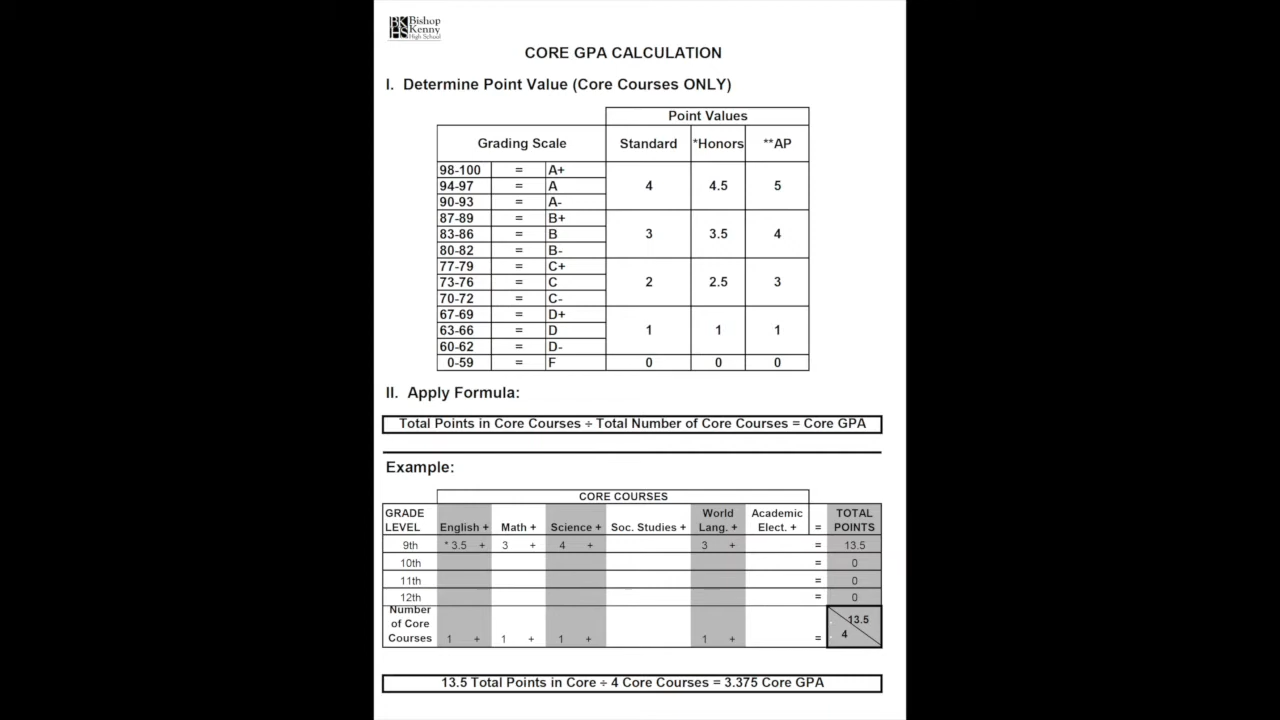 Bishop
Kenny
High School
CORE GPA CALCULATION
I. Determine Point Value (Core Courses ONLY)
Point Values
Grading Scale Standard *Honors **AP
98-100 = A+
94-97 = A 4 4.5 5
90-93 = A-
87-89 = B+
83-86 = B 3 3.5 4
80-82 = B-
77-79 = C+
73-76 = C 2 2.5 3
70-72 = C-
67-69 = D+
63-66 = D 1 1 1
60-62 = D-
0-59 = F 0 0 0
II. Apply Formula:
Total Points in Core Courses ÷ Total Number of Core Courses = Core GPA
Example:
CORE COURSES
GRADE World Academic TOTAL
LEVEL English + Math + Science + Soc. Studies + Lang. + Elect. + = POINTS
9th * 3.5 + 3 + 4 + 3 + = 13.5
10th = 0
11th = 0
12th = 0
Number
of Core 13.5
Courses 1 + 1 + 1 + 1 + = 4
13.5 Total Points in Core ÷ 4 Core Courses = 3.375 Core GPA